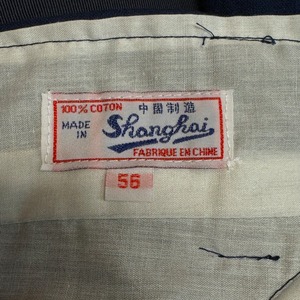 100% COTON 中國制造
MADE IN Shanghai
FABRIQUE EN CHINE
56